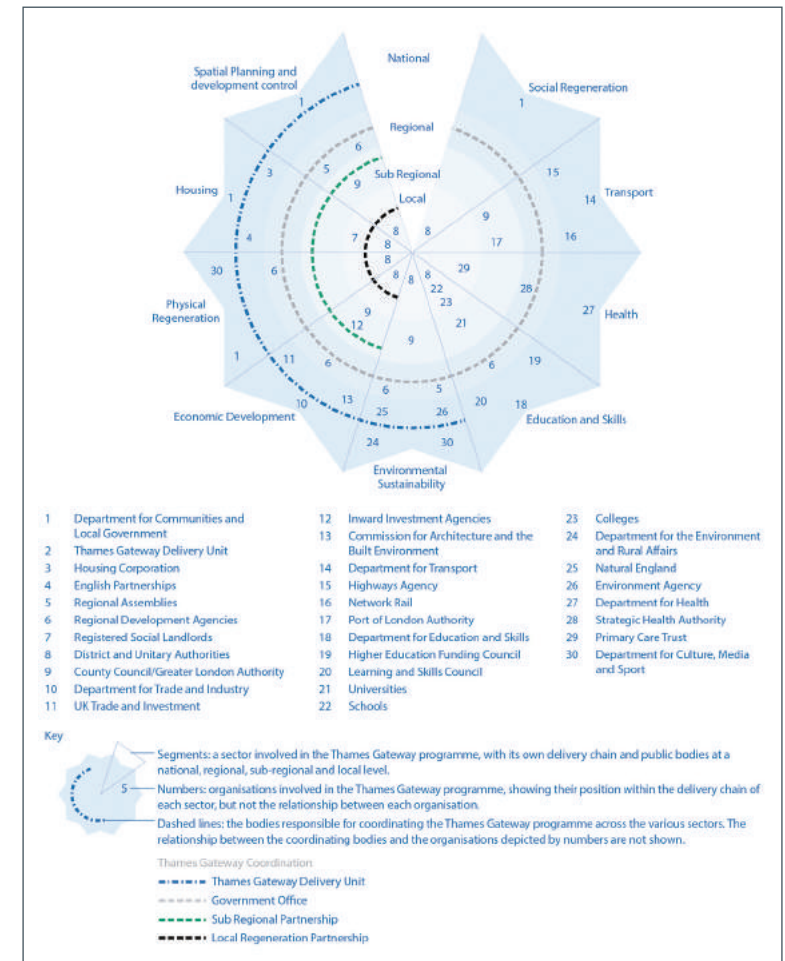 National
Spatial Planning and
development control
Social Regeneration
1
1
Regional
6
5
3
15
Sub Regional
9
Housing
Transport
1
14
Local
9
8
8
7
4
17
16
8
8
29
30
6
8
8
8
22
28
23
Physical
Regeneration
9
27
Health
12
21
9
1
11
6
6
19
6
5
13
20
10
25
26
18
Economic Development
Education and Skills
24
30
Environmental
Sustainability
1 Department for Communities and
Local Government
2 Thames Gateway Delivery Unit
3 Housing Corporation
4 English Partnerships
5 Regional Assemblies
6 Regional Development Agencies
7 Registered Social Landlords
8 District and Unitary Authorities
9 County Council/Greater London Authority
10 Department for Trade and Industry
11 UK Trade and Investment
12 Inward Investment Agencies
13 Commission for Architecture and the
Built Environment
14 Department for Transport
15 Highways Agency
16 Network Rail
17 Port of London Authority
18 Department for Education and Skills
19 Higher Education Funding Council
20 Learning and Skills Council
21 Universities
22 Schools
23 Colleges
24 Department for the Environment
and Rural Affairs
25 Natural England
26 Environment Agency
27 Department for Health
28 Strategic Health Authority
29 Primary Care Trust
30 Department for Culture, Media
and Sport
Key
Segments: a sector involved in the Thames Gateway programme, with its own delivery chain and public bodies at a
national, regional, sub-regional and local level.
5
Numbers: organisations involved in the Thames Gateway programme, showing their position within the delivery chain of
each sector, but not the relationship between each organisation.
Dashed lines: the bodies responsible for coordinating the Thames Gateway programme across the various sectors. The
relationship between the coordinating bodies and the organisations depicted by numbers are not shown.
Thames Gateway Coordination
Thames Gateway Delivery Unit
Government Office
Sub Regional Partnership
Local Regeneration Partnership